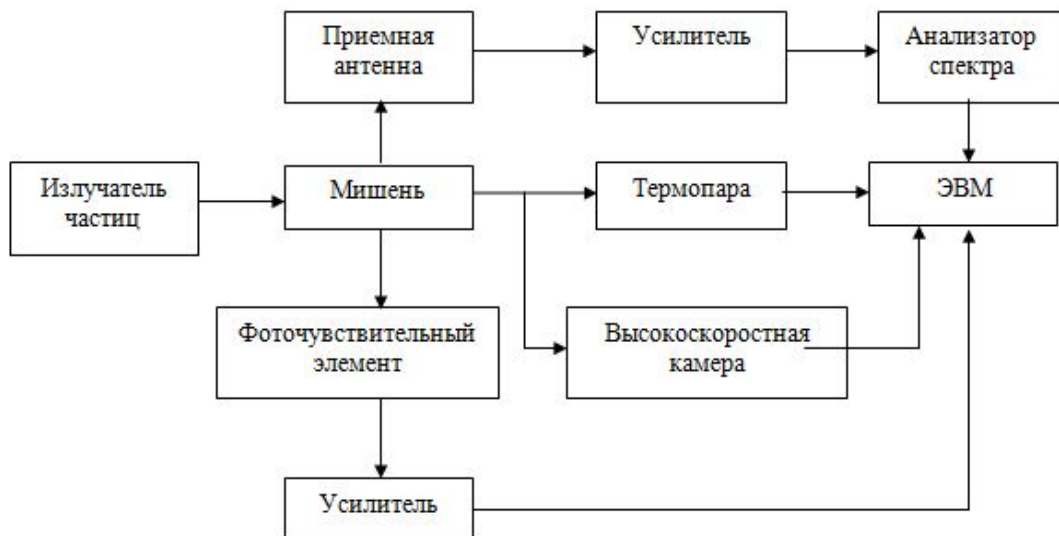 Приемная
антенна
Усилитель
Анализатор
спектра
Излучатель
частиц
Мишень
Термопара
ЭВМ
Фоточувствительный
элемент
Высокоскоростная
камера
Усилитель